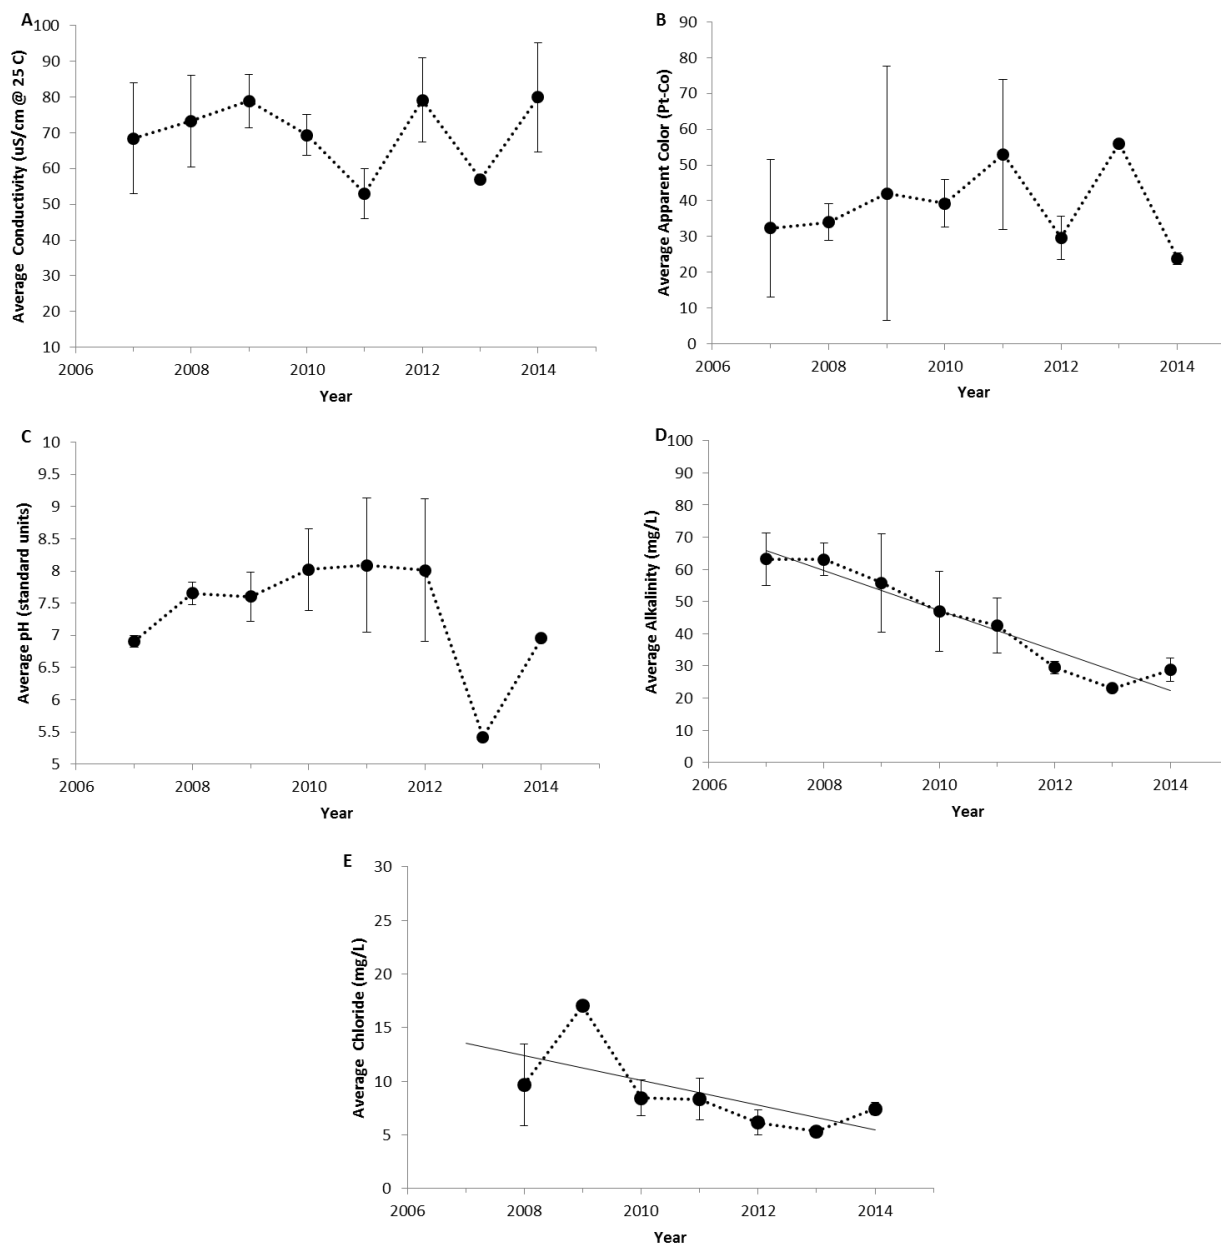 A
Average Conductivity (uS/cm @ 25 C)
100
90
80
70
60
50
40
30
20
10
2006 2008 2010 2012 2014
Year
B
Average Apparent Color (Pt-Co)
90
80
70
60
50
40
30
20
10
0
2006 2008 2010 2012 2014
Year
C
Average pH (standard units)
10
9.5
9
8.5
8
7.5
7
6.5
6
5.5
5
2006 2008 2010 2012 2014
Year
D
Average Alkalinity (mg/L)
100
90
80
70
60
50
40
30
20
10
0
2006 2008 2010 2012 2014
Year
E
Average Chloride (mg/L)
30
25
20
15
10
5
0
2006 2008 2010 2012 2014
Year